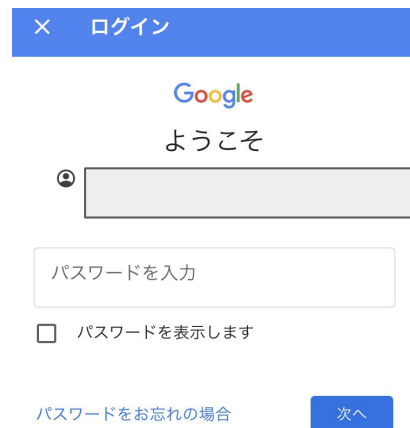 × ログイン
Google
ようこそ
パスワードを入力
パスワードを表示します
パスワードをお忘れの場合
次へ